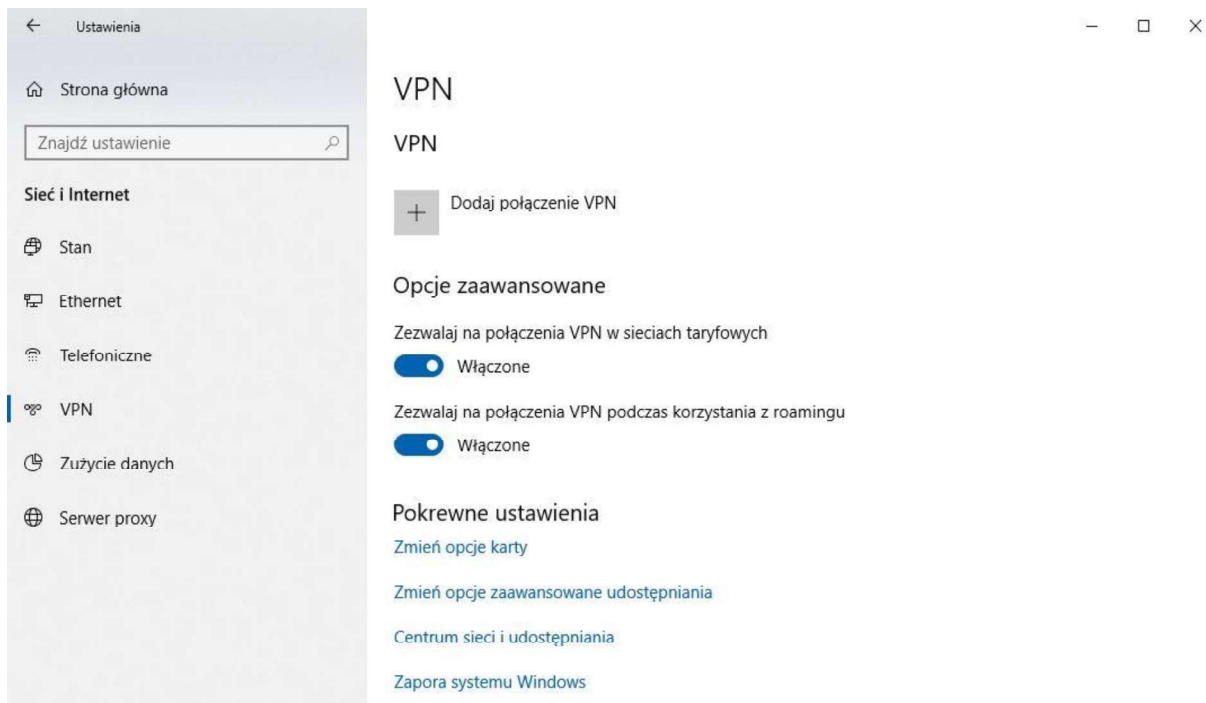 Ustawienia
Strona główna
Znajdź ustawienie
Sieć i Internet
Stan
Ethernet
Telefoniczne
VPN
Zużycie danych
Serwer proxy
VPN
VPN
Dodaj połączenie VPN
Opcje zaawansowane
Zezwalaj na połączenia VPN w sieciach taryfowych
Włączone
Zezwalaj na połączenia VPN podczas korzystania z roamingu
Włączone
Pokrewne ustawienia
Zmień opcje karty
Zmień opcje zaawansowane udostępniania
Centrum sieci i udostępniania
Zapora systemu Windows